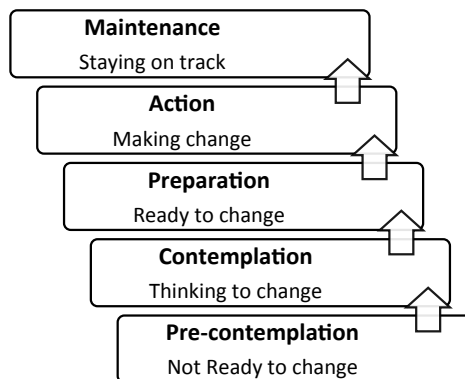 Maintenance
Staying on track
Action
Making change
Preparation
Ready to change
Contemplation
Thinking to change
Pre-contemplation
Not Ready to change